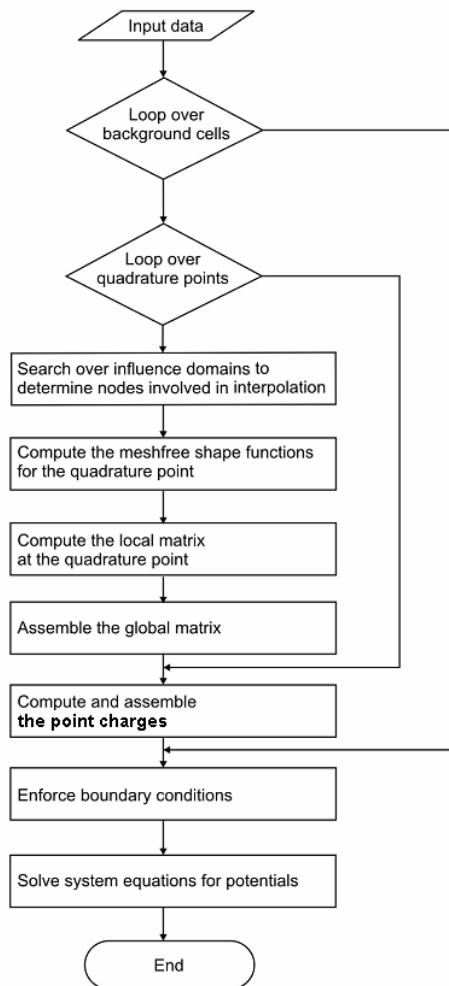 Input data
Loop over
background cells
Loop over
quadrature points
Search over influence domains to
determine nodes involved in interpolation
Compute the meshfree shape functions
for the quadrature point
Compute the local matrix
at the quadrature point
Assemble the global matrix
Compute and assemble
the point charges
Enforce boundary conditions
Solve system equations for potentials
End